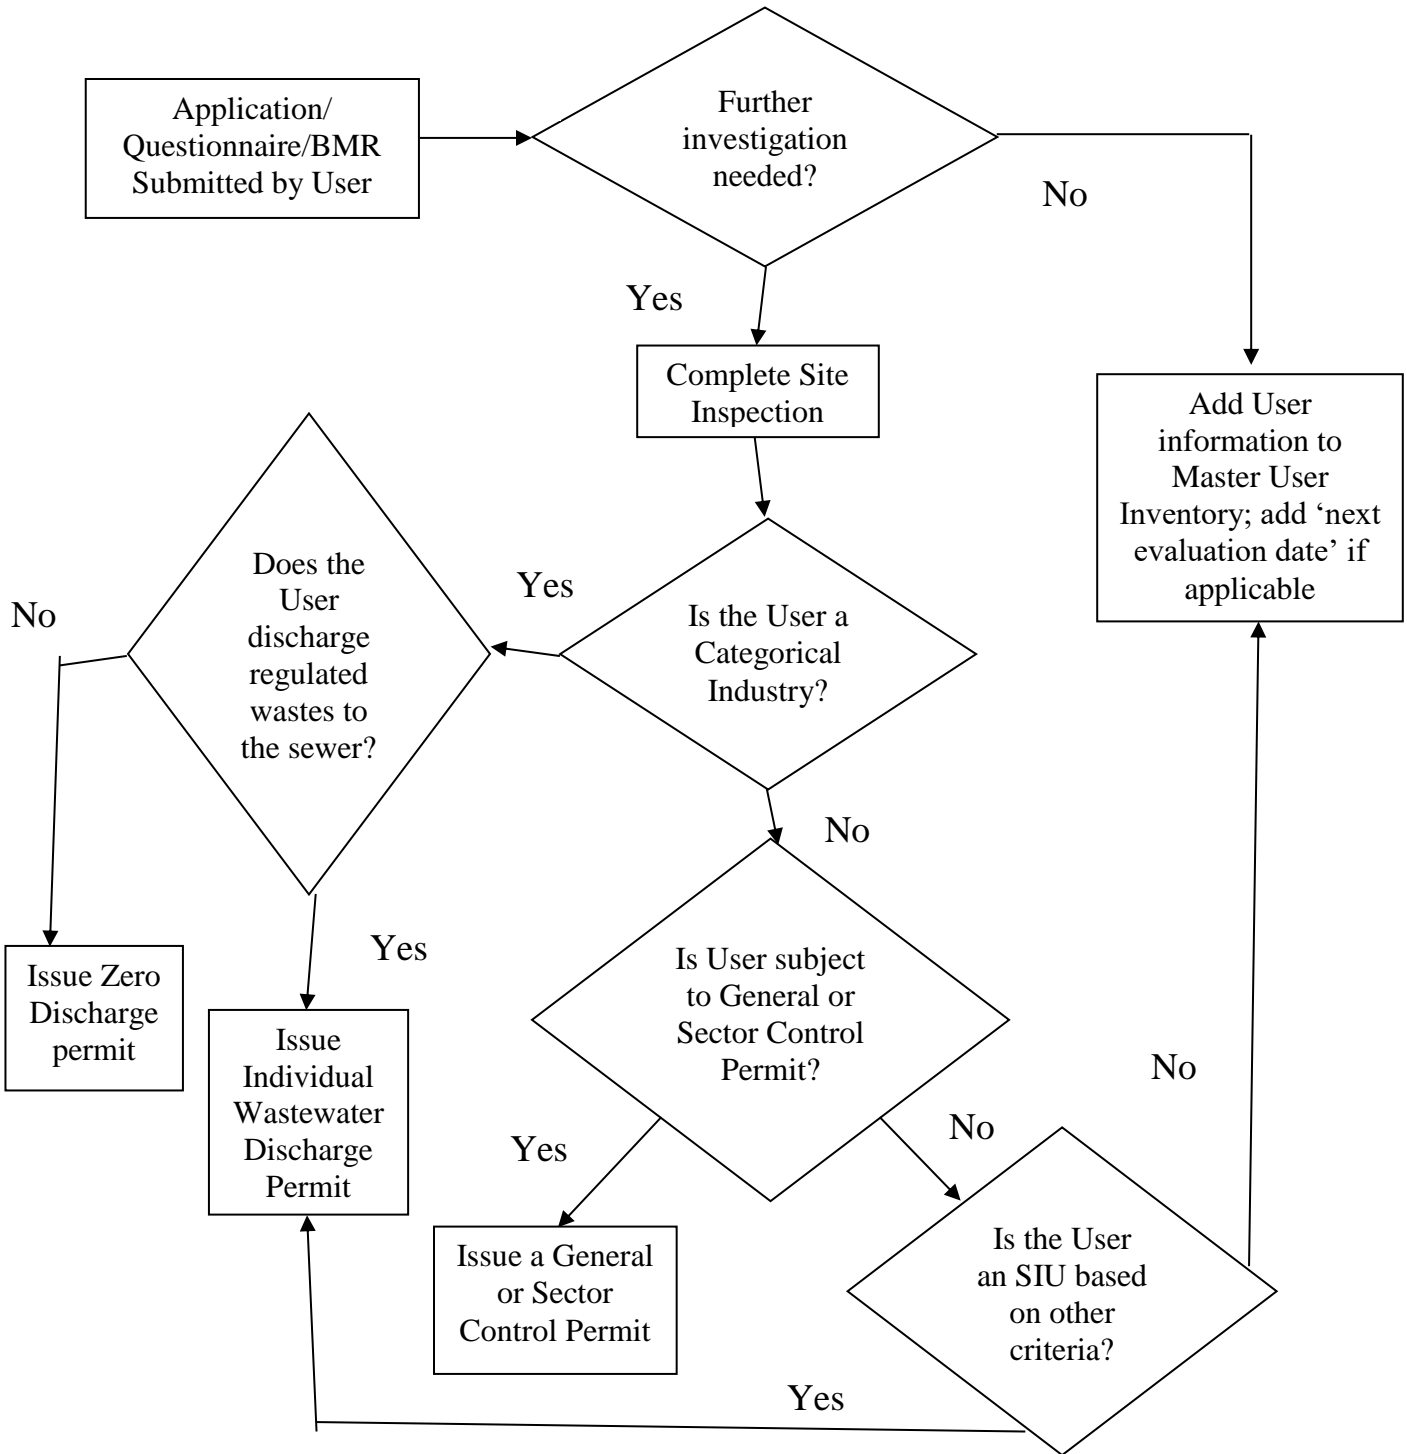 Application/
Questionnaire/BMR
Submitted by User
Further
investigation
needed?
No
Yes
Complete Site
Inspection
Add User
information to
Master User
Inventory; add ‘next
evaluation date’ if
applicable
Does the
User
discharge
regulated
wastes to
the sewer?
No
Yes
Is the User a
Categorical
Industry?
No
Yes
Issue Zero
Discharge
permit
Issue
Individual
Wastewater
Discharge
Permit
Is User subject
to General or
Sector Control
Permit?
No
Yes
No
Issue a General
or Sector
Control Permit
Is the User
an SIU based
on other
criteria?
Yes